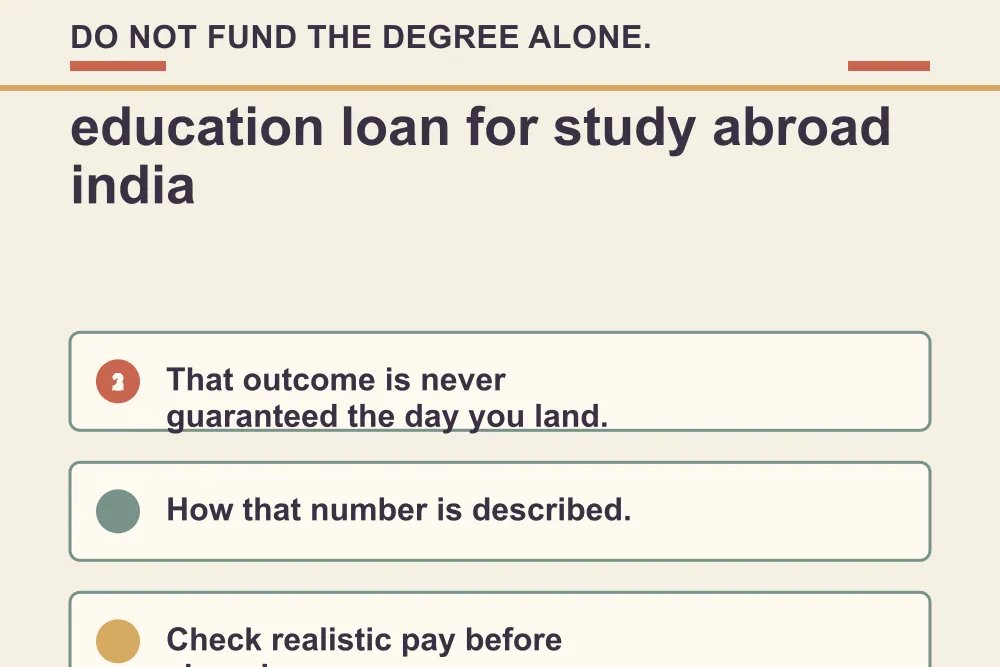 DO NOT FUND THE DEGREE ALONE.
education loan for study abroad
india
That outcome is never
guaranteed the day you land.
How that number is described.
Check realistic pay before